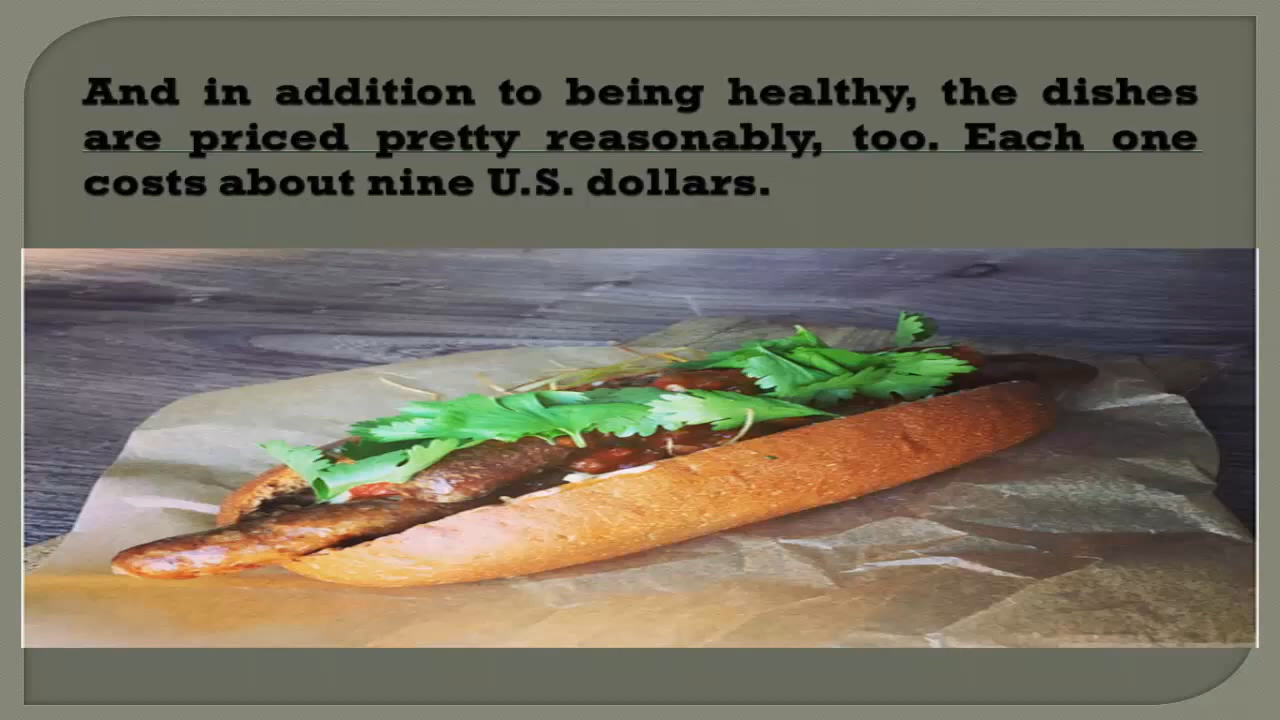 And in addition to being healthy, the dishes
are priced pretty reasonably, too. Each one
costs about nine U.S. dollars.